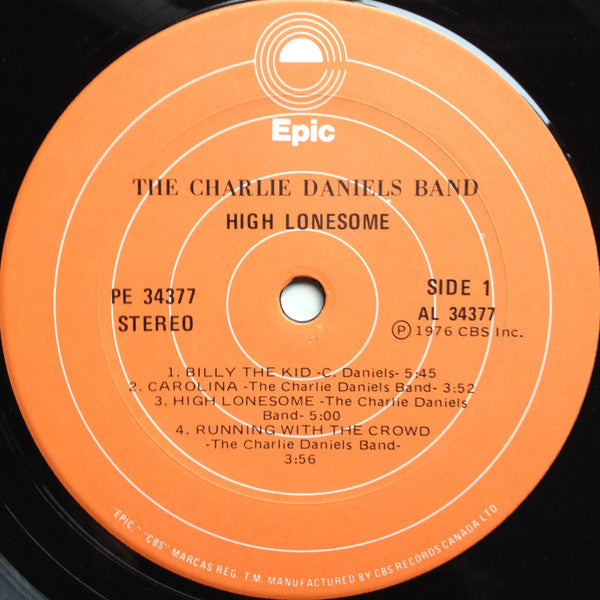 Epic
THE CHARLIE DANIELS BAND
HIGH LONESOME
PE 34377
STEREO
SIDE 1
AL 34377
Ⓟ 1976 CBS Inc.
1. BILLY THE KID -C. Daniels- 5:45
2. CAROLINA -The Charlie Daniels Band- 3:52
3. HIGH LONESOME -The Charlie Daniels
Band- 5:00
4. RUNNING WITH THE CROWD
-The Charlie Daniels Band-
3:56
"EPIC," "CBS" MARCAS REG. T.M. MANUFACTURED BY CBS RECORDS CANADA LTD